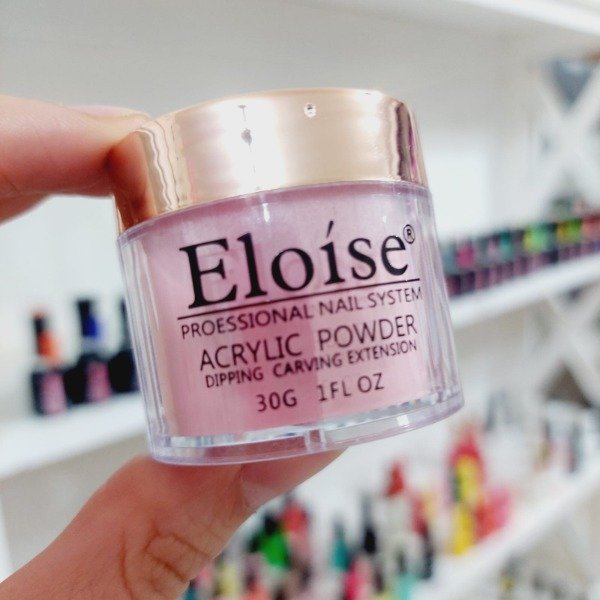 Eloíse®
PROESSIONAL NAIL SYSTEM
ACRYLIC POWDER
DIPPING CARVING EXTENSION
30G 1FL OZ